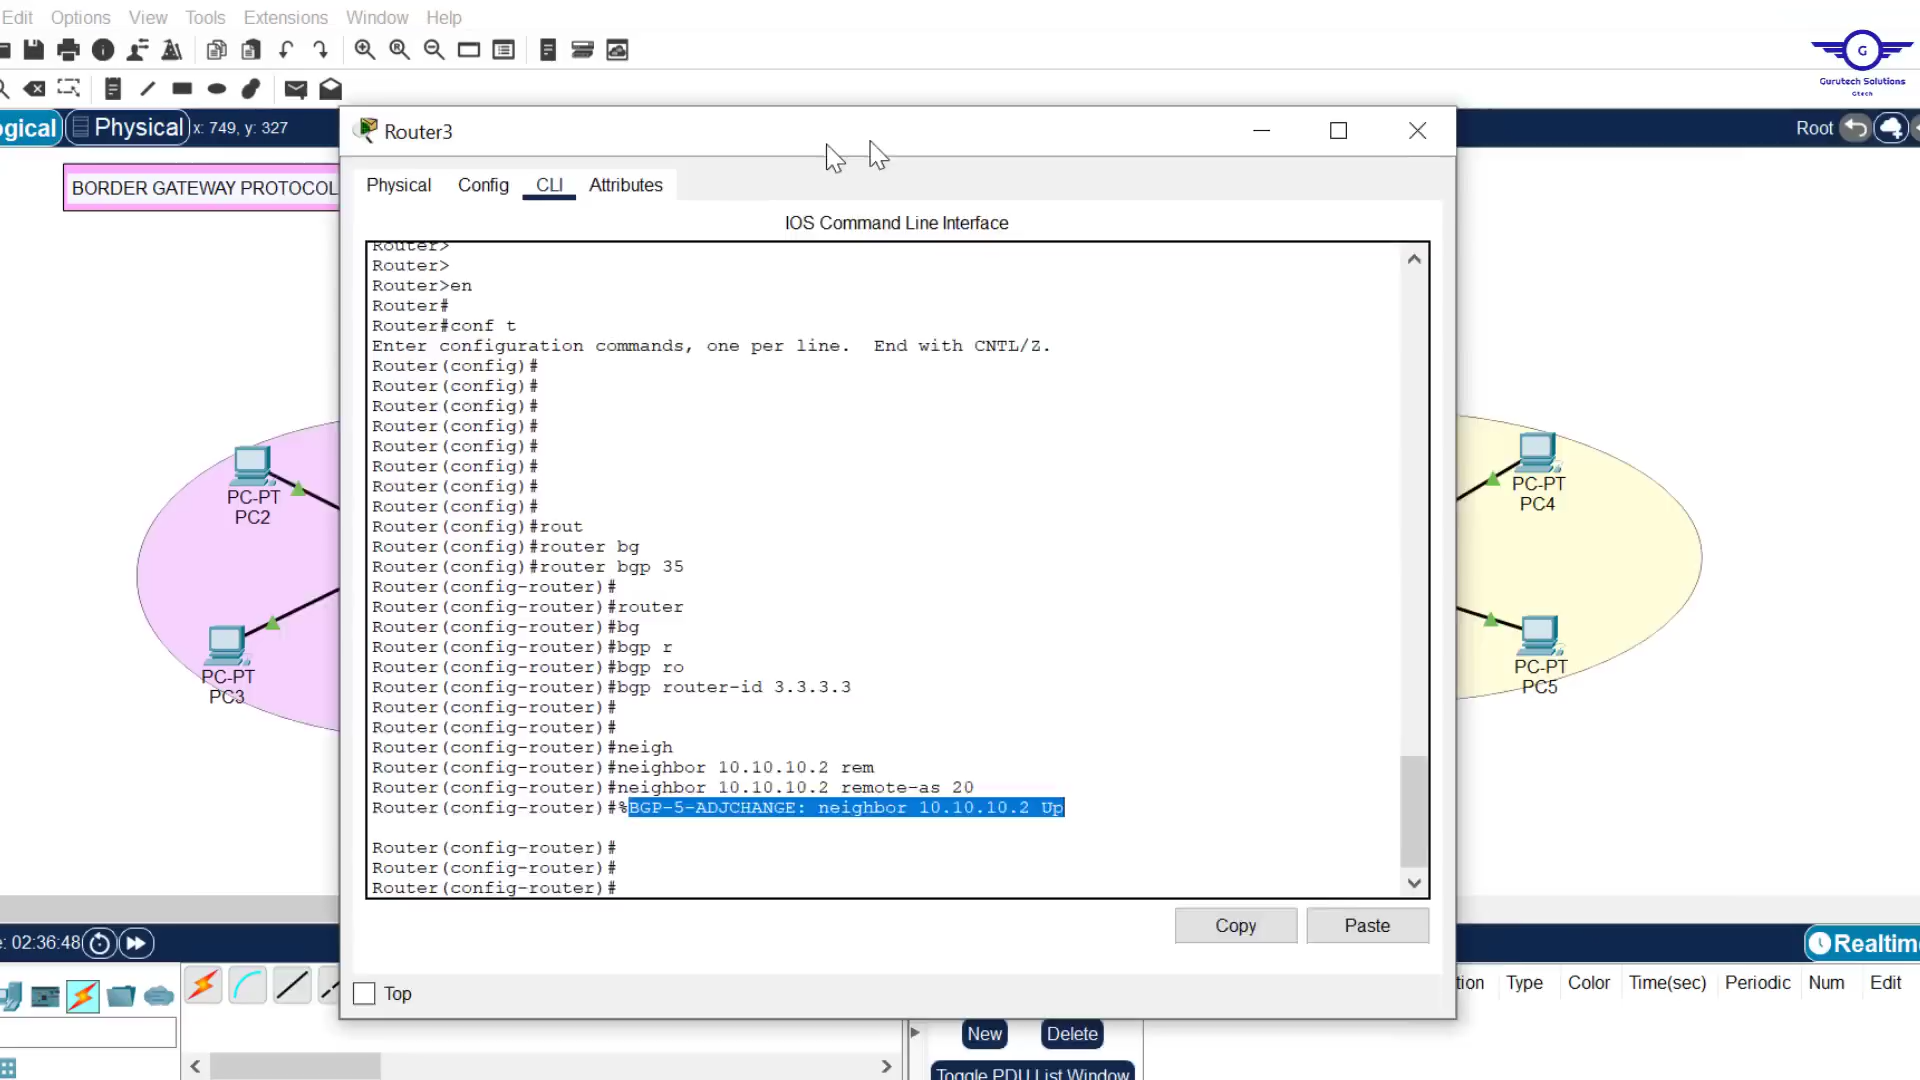 Edit Options View Tools Extensions Window Help
G
Gurutech Solutions
Gtech
Physical x: 749, y: 327
Root
BORDER GATEWAY PROTOCOL
Router3
Physical Config CLI Attributes
IOS Command Line Interface
Router>
Router>
Router>en
Router#
Router#conf t
Enter configuration commands, one per line.  End with CNTL/Z.
Router(config)#
Router(config)#
Router(config)#
Router(config)#
Router(config)#
Router(config)#
Router(config)#
Router(config)#
Router(config)#rout
Router(config)#router bg
Router(config)#router bgp 35
Router(config-router)#
Router(config-router)#router
Router(config-router)#bg
Router(config-router)#bgp r
Router(config-router)#bgp ro
Router(config-router)#bgp router-id 3.3.3.3
Router(config-router)#
Router(config-router)#
Router(config-router)#neigh
Router(config-router)#neighbor 10.10.10.2 rem
Router(config-router)#neighbor 10.10.10.2 remote-as 20
Router(config-router)#%BGP-5-ADJCHANGE: neighbor 10.10.10.2 Up
Router(config-router)#
Router(config-router)#
Router(config-router)#
Copy Paste
Top
PC-PT
PC2
PC-PT
PC3
PC-PT
PC4
PC-PT
PC5
: 02:36:48
Realtim
tion Type Color Time(sec) Periodic Num Edit
New Delete
Toggle PDU List Window